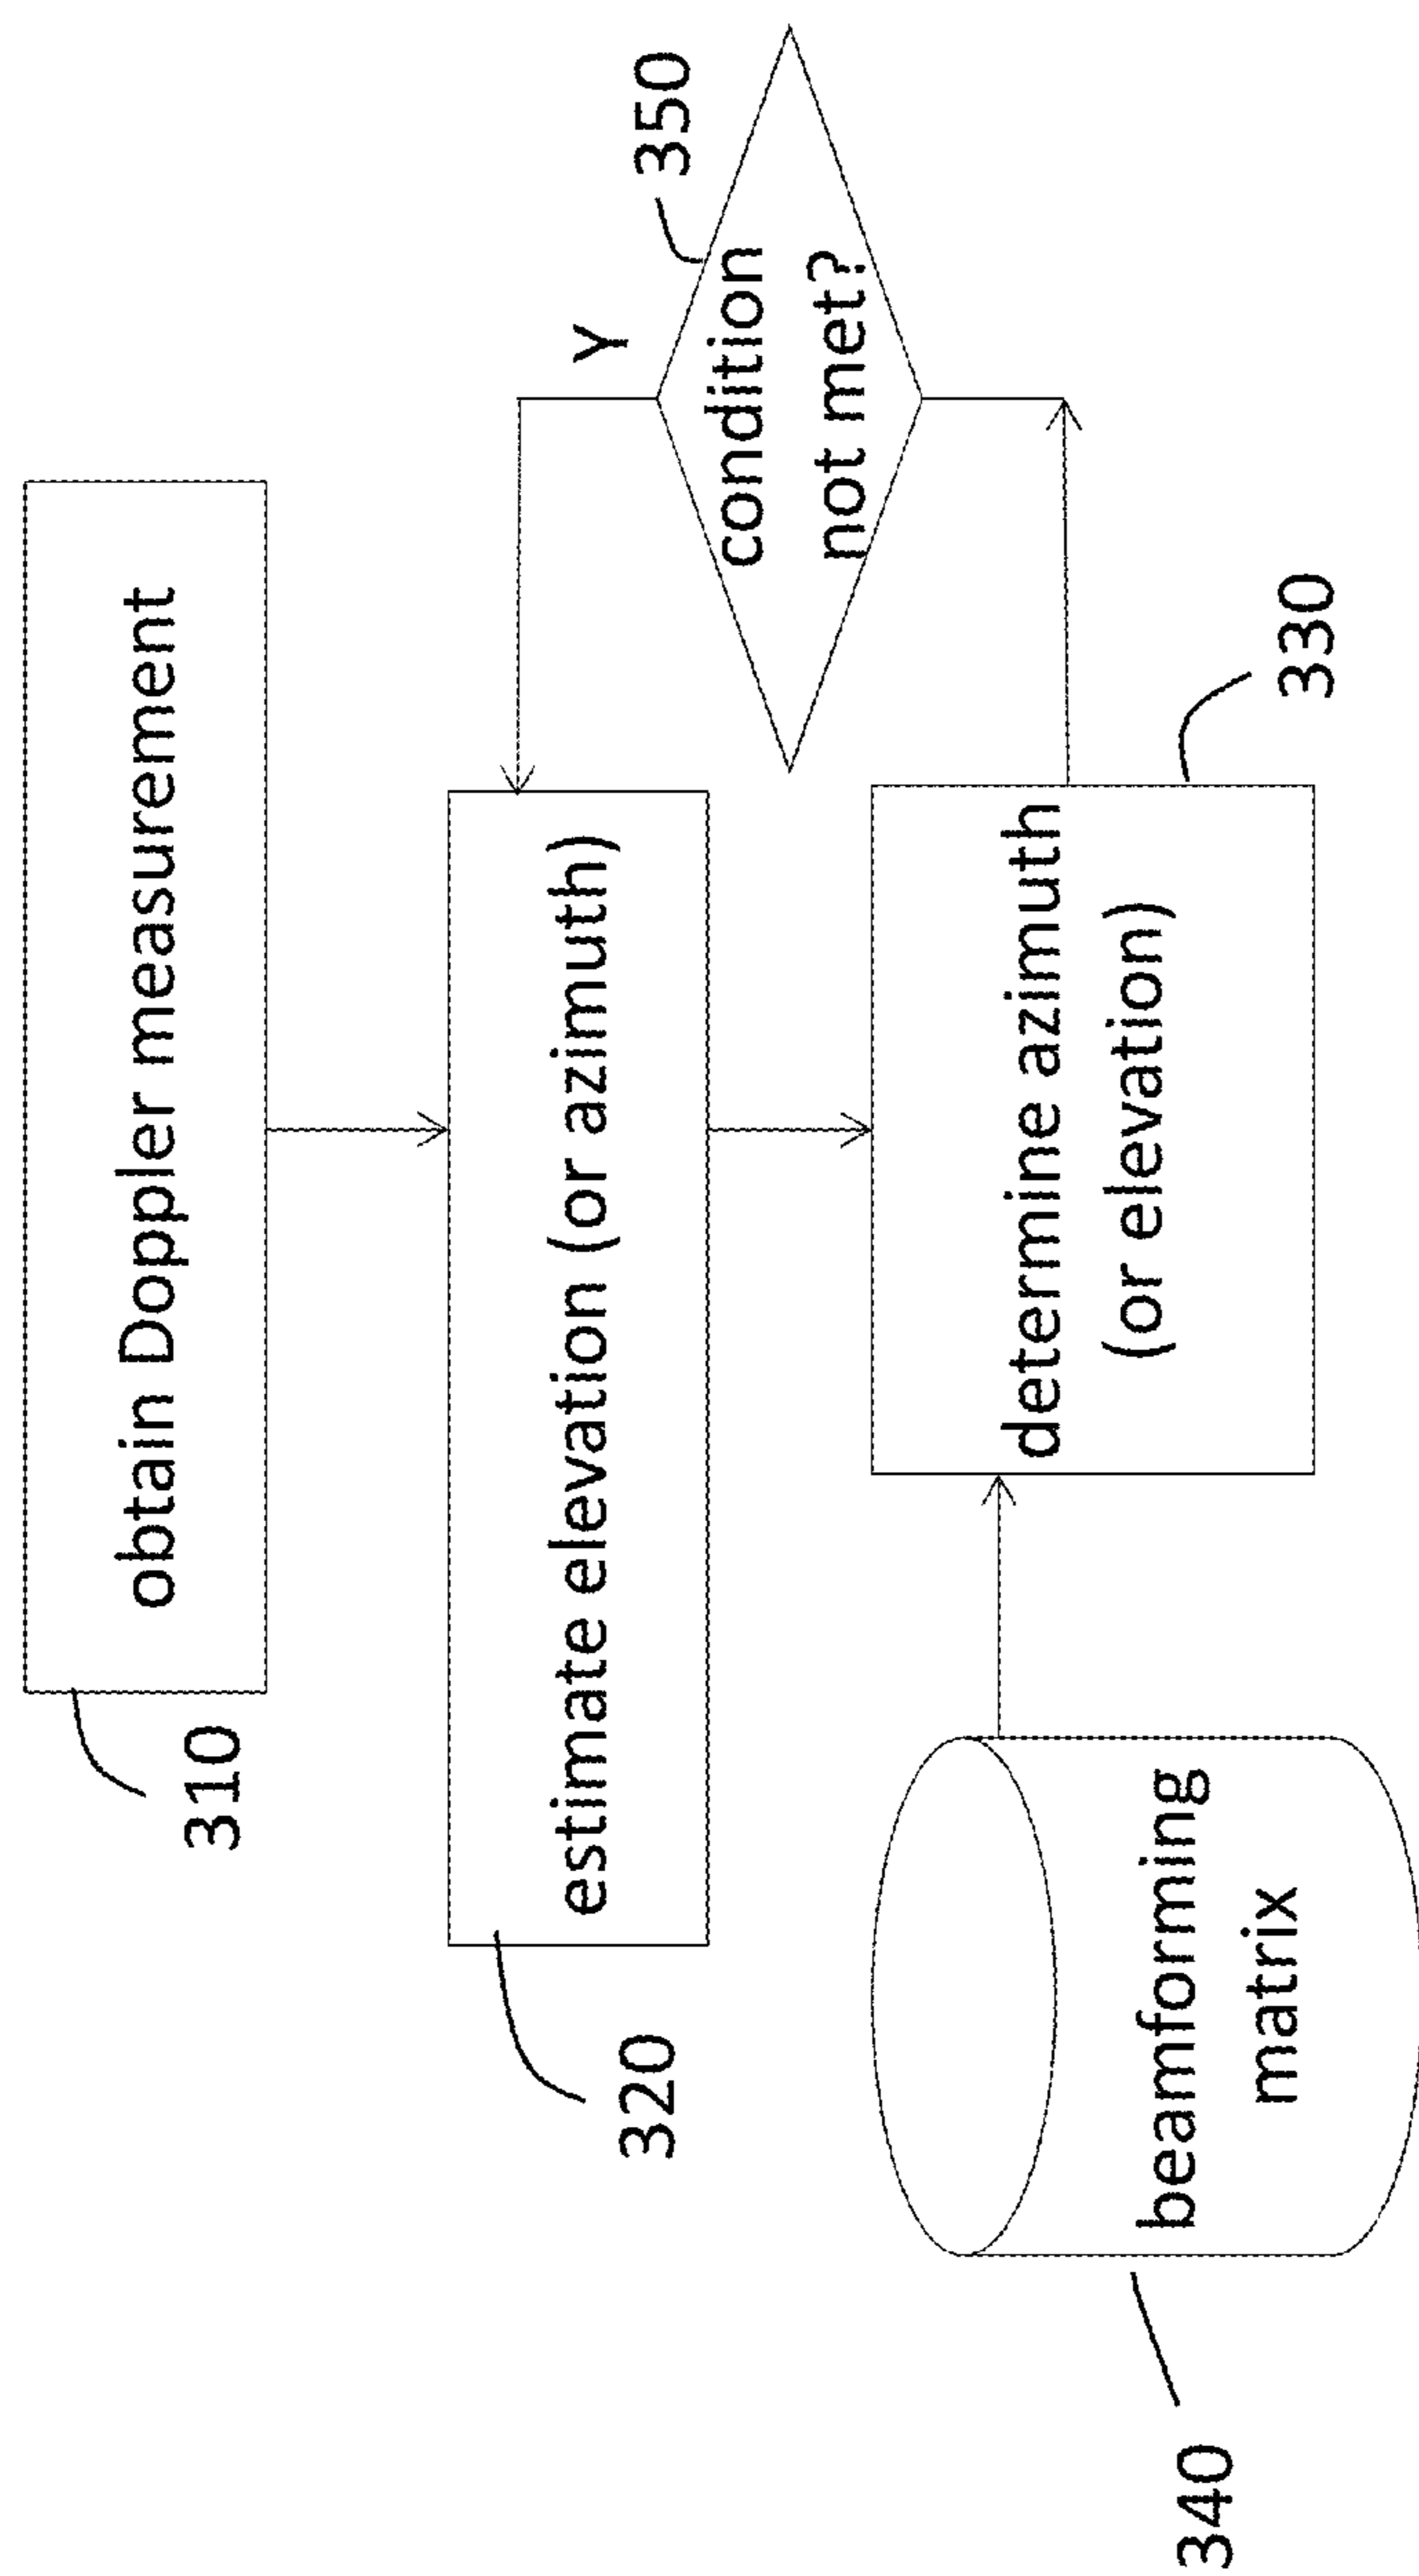 310
obtain Doppler measurement
320
estimate elevation (or azimuth)
Y
350
condition
not met?
340
beamforming
matrix
determine azimuth
(or elevation)
330